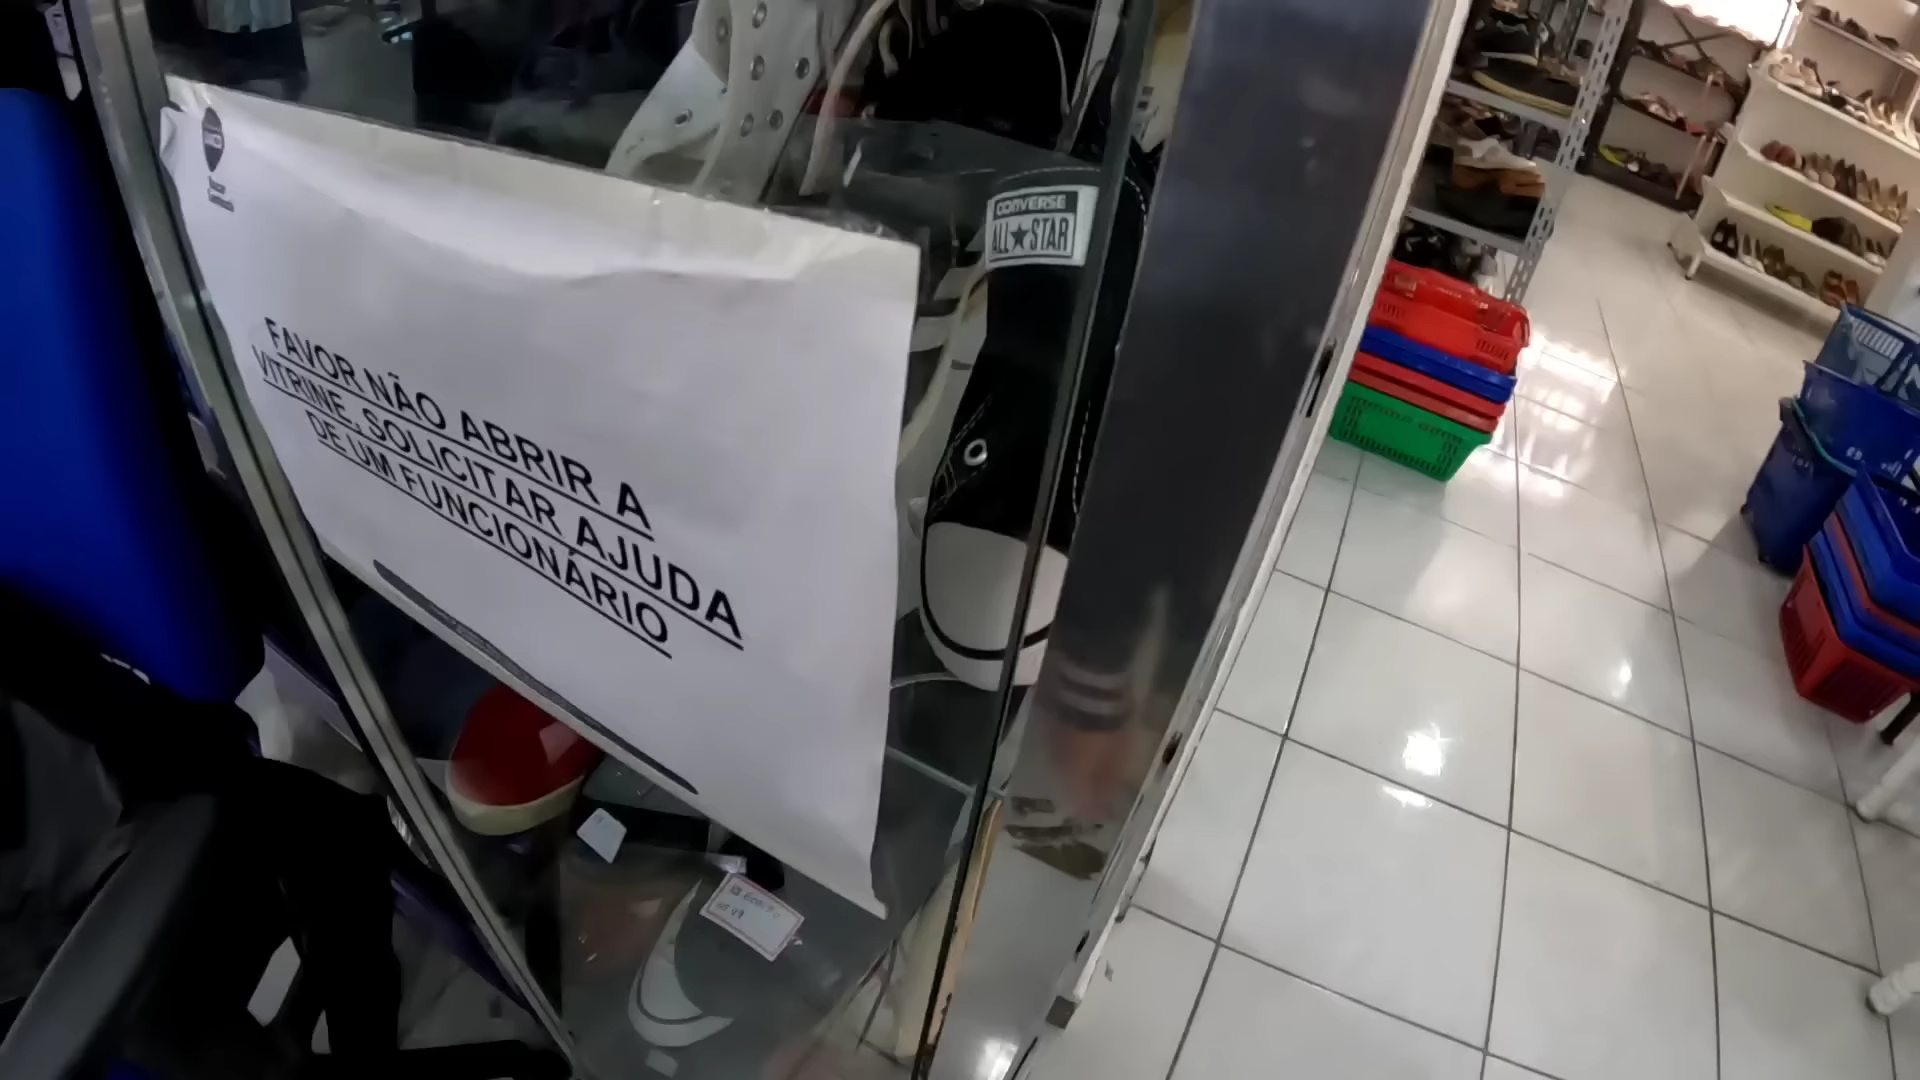 FAVOR NÃO ABRIR A
VITRINE, SOLICITAR AJUDA
DE UM FUNCIONÁRIO
CONVERSE
ALL★STAR